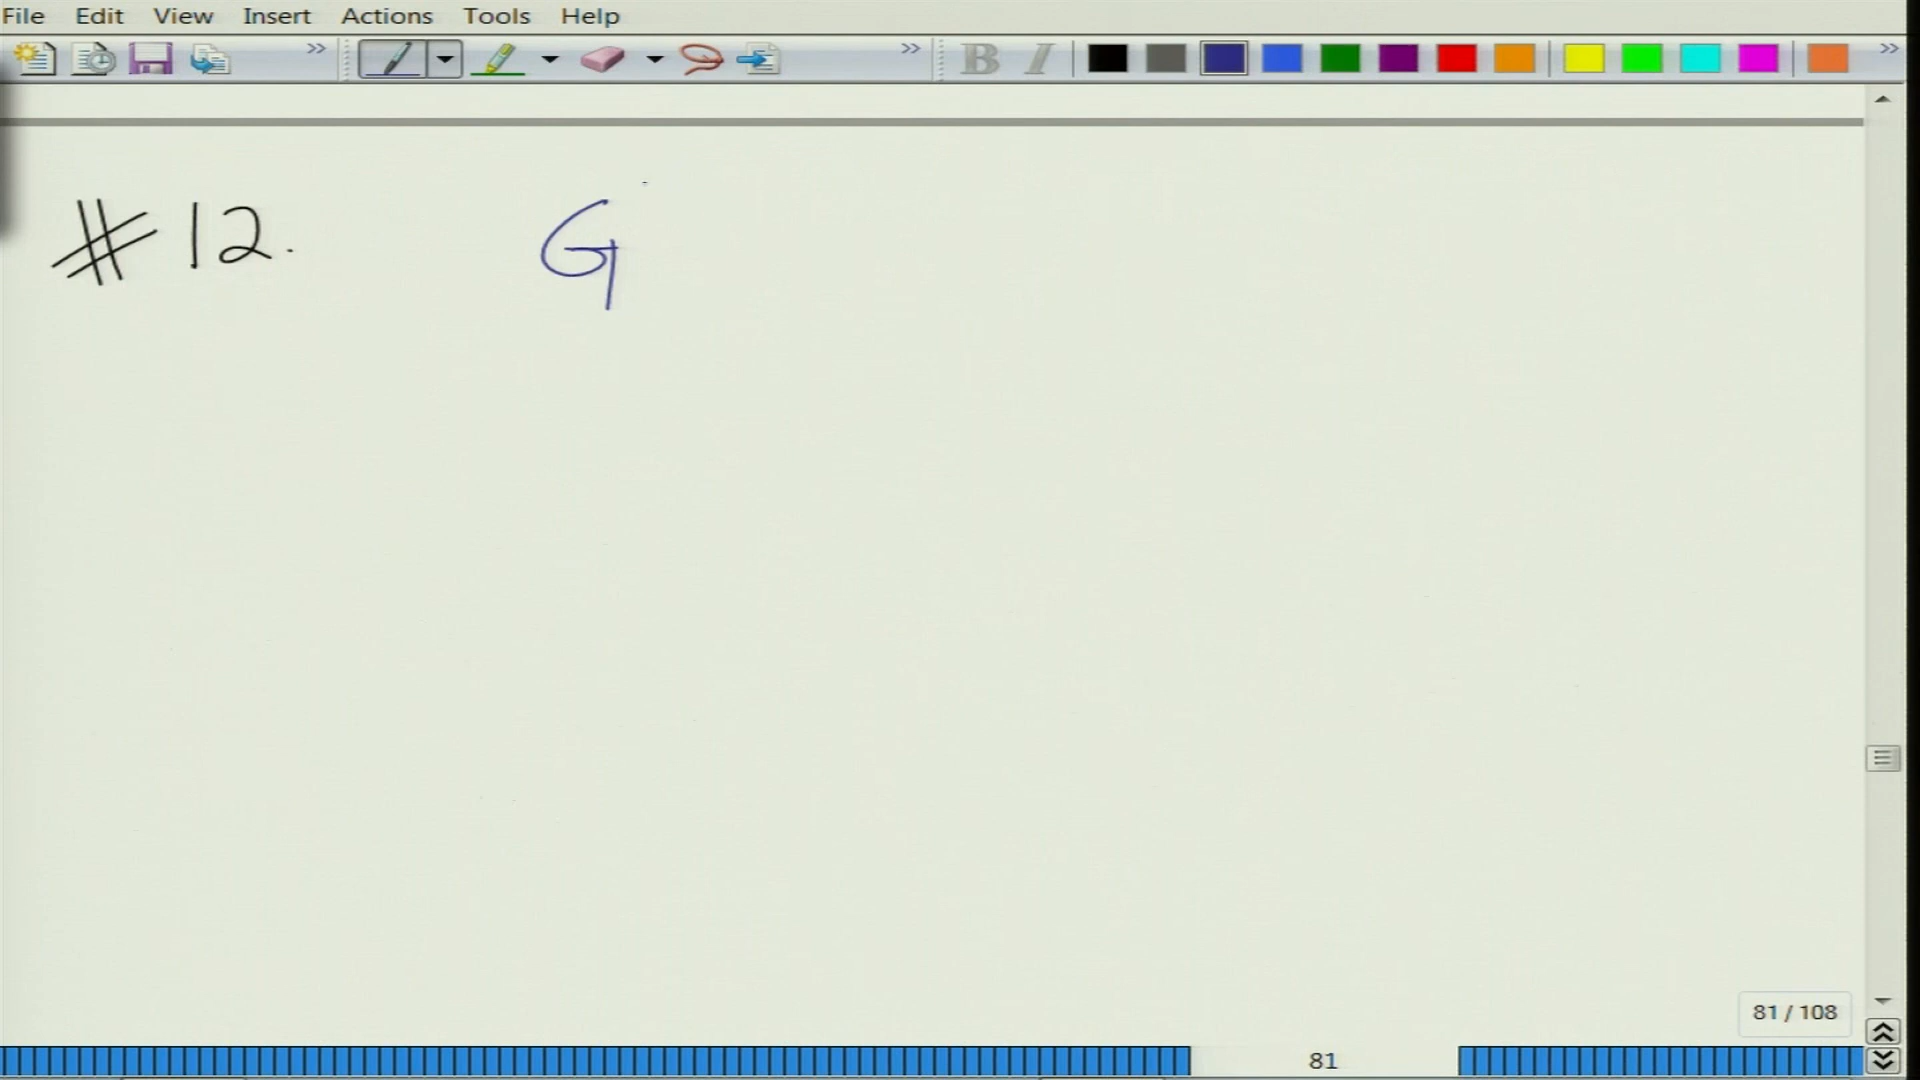 File Edit View Insert Actions Tools Help
B I
#12. G
81 / 108
81